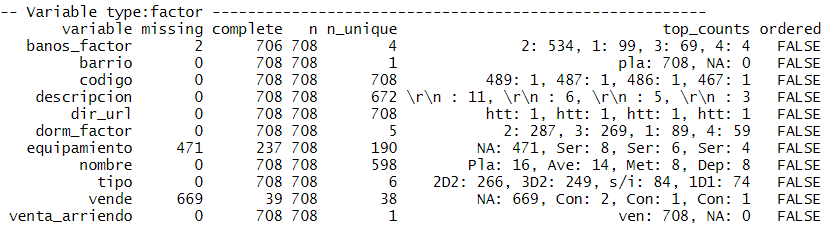 -- Variable type:factor -------------------------------------------------------
variable missing complete n n_unique top_counts ordered
banos_factor 2 706 708 4 2: 534, 1: 99, 3: 69, 4: 4 FALSE
barrio 0 708 708 1 pla: 708, NA: 0 FALSE
codigo 0 708 708 708 489: 1, 487: 1, 486: 1, 467: 1 FALSE
descripcion 0 708 708 672 \r\n : 11, \r\n : 6, \r\n : 5, \r\n : 3 FALSE
dir_url 0 708 708 708 htt: 1, htt: 1, htt: 1, htt: 1 FALSE
dorm_factor 0 708 708 5 2: 287, 3: 269, 1: 89, 4: 59 FALSE
equipamiento 471 237 708 190 NA: 471, Ser: 8, Ser: 6, Ser: 4 FALSE
nombre 0 708 708 598 Pla: 16, Ave: 14, Met: 8, Dep: 8 FALSE
tipo 0 708 708 6 2D2: 266, 3D2: 249, s/i: 84, 1D1: 74 FALSE
vende 669 39 708 38 NA: 669, Con: 2, Con: 1, Con: 1 FALSE
venta_arriendo 0 708 708 1 ven: 708, NA: 0 FALSE